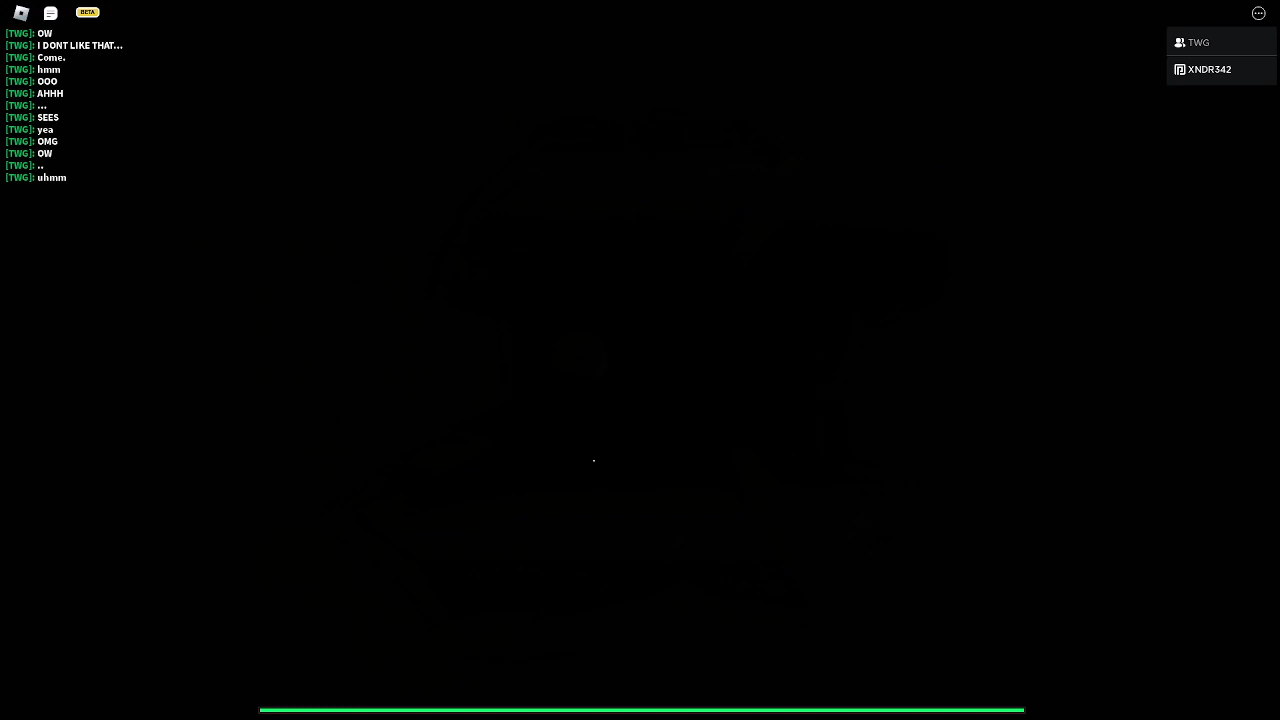 BETA
[TWG]: OW
[TWG]: I DONT LIKE THAT...
[TWG]: Come.
[TWG]: hmm
[TWG]: OOO
[TWG]: AHHH
[TWG]: ...
[TWG]: SEES
[TWG]: yea
[TWG]: OMG
[TWG]: OW
[TWG]: ..
[TWG]: uhmm
TWG
XNDR342